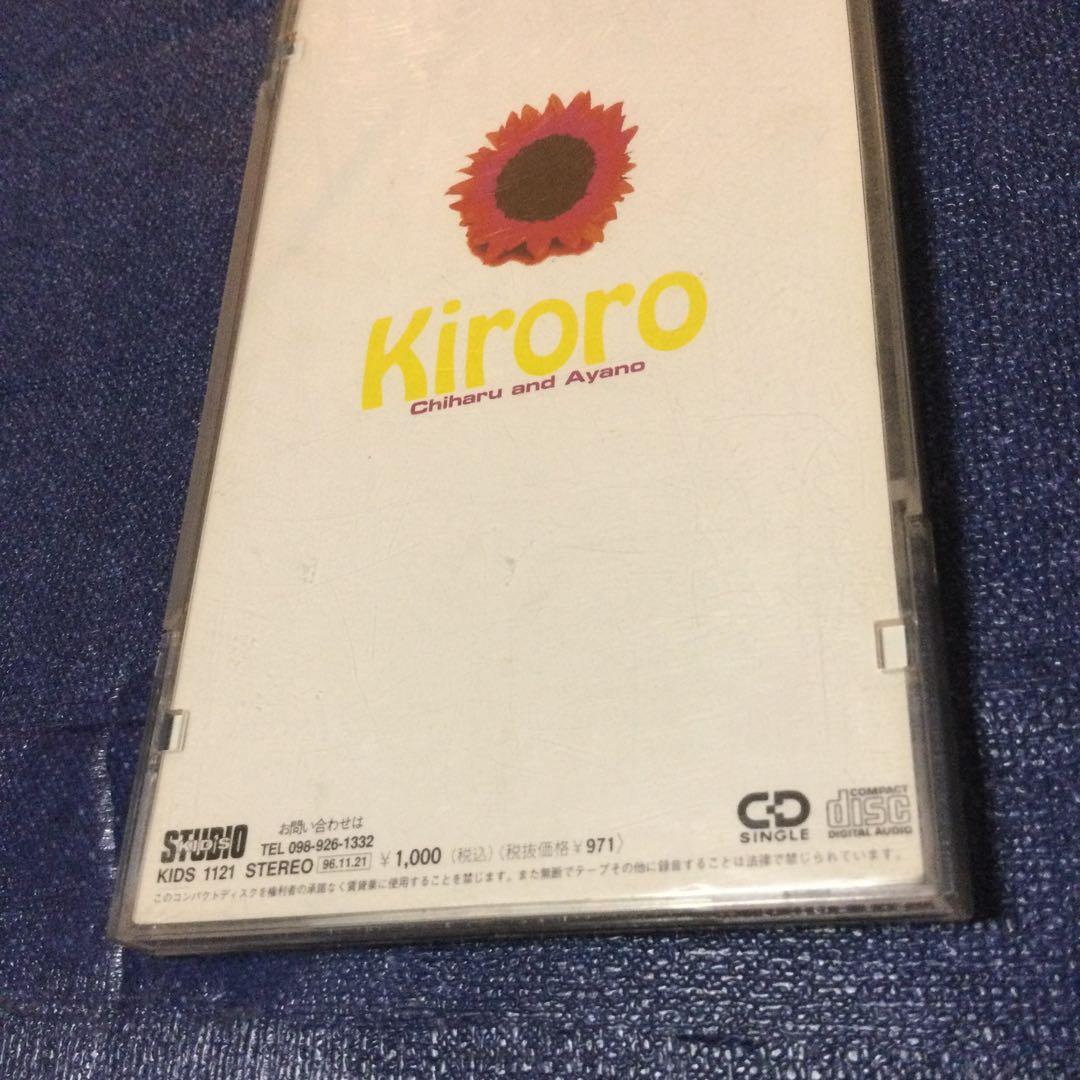 Kiroro
Chiharu and Ayano
STUDIO KIDS
お問い合わせは
TEL 098-926-1332
KIDS 1121 STEREO 96.11.21 ¥1,000(税込)(税抜価格¥971)
このコンパクトディスクを権利者の承諾なく賃貸業に使用することを禁じます。また無断でテープその他に録音することは法律で禁じられています。
CD
SINGLE
COMPACT
disc
DIGITAL AUDIO